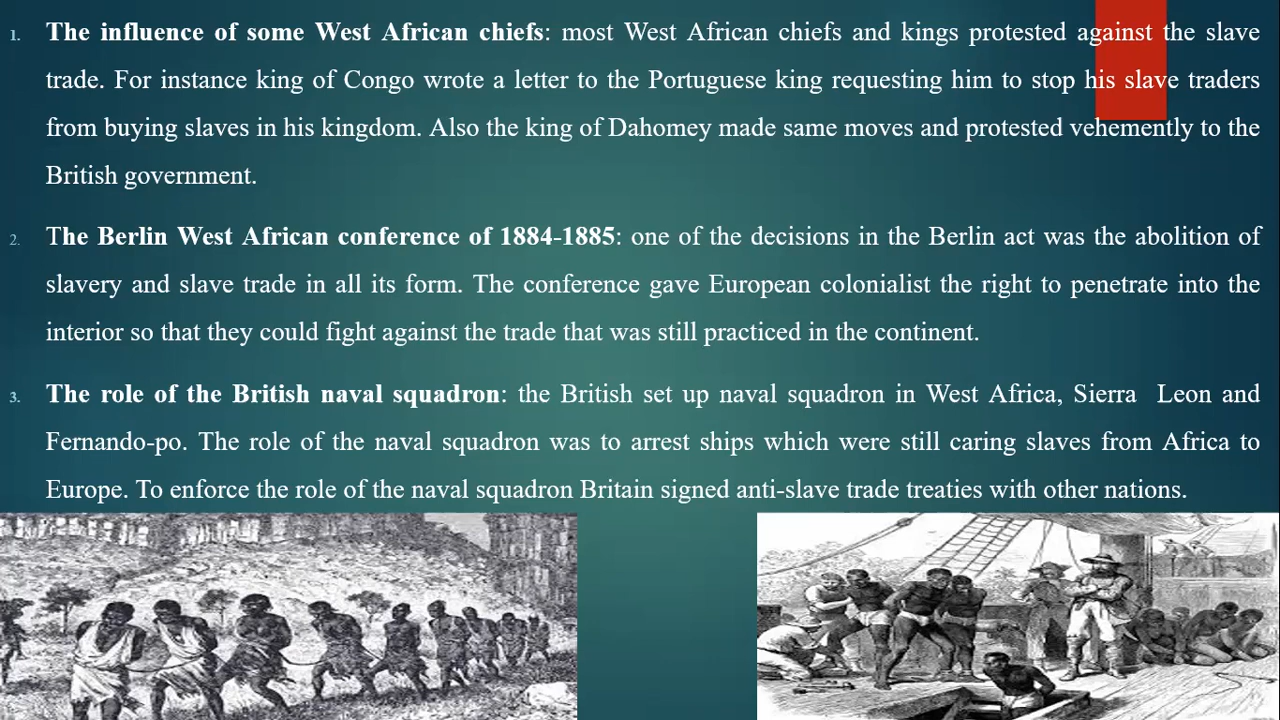 1. The influence of some West African chiefs: most West African chiefs and kings protested against the slave
trade. For instance king of Congo wrote a letter to the Portuguese king requesting him to stop his slave traders
from buying slaves in his kingdom. Also the king of Dahomey made same moves and protested vehemently to the
British government.
2. The Berlin West African conference of 1884-1885: one of the decisions in the Berlin act was the abolition of
slavery and slave trade in all its form. The conference gave European colonialist the right to penetrate into the
interior so that they could fight against the trade that was still practiced in the continent.
3. The role of the British naval squadron: the British set up naval squadron in West Africa, Sierra Leon and
Fernando-po. The role of the naval squadron was to arrest ships which were still caring slaves from Africa to
Europe. To enforce the role of the naval squadron Britain signed anti-slave trade treaties with other nations.